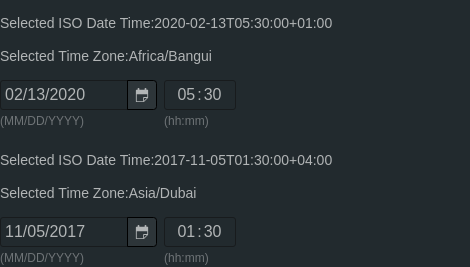 Selected ISO Date Time:2020-02-13T05:30:00+01:00
Selected Time Zone:Africa/Bangui
02/13/2020 05:30
(MM/DD/YYYY) (hh:mm)
Selected ISO Date Time:2017-11-05T01:30:00+04:00
Selected Time Zone:Asia/Dubai
11/05/2017 01:30
(MM/DD/YYYY) (hh:mm)